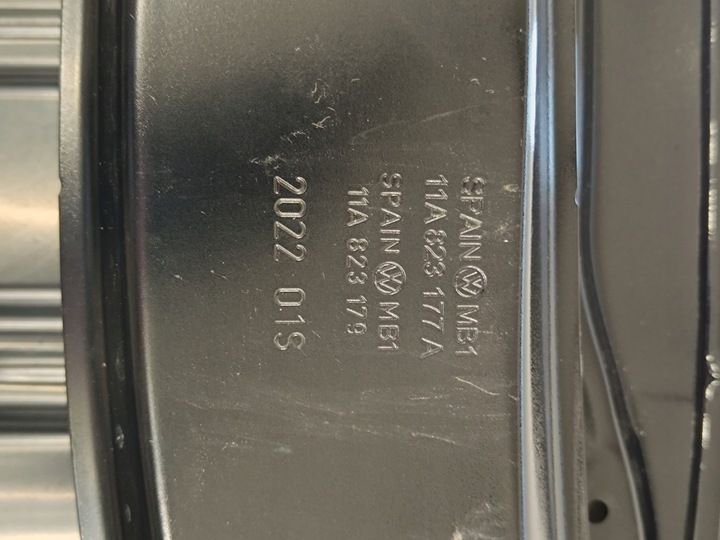 SPAIN MB1
11A 823 177 A
SPAIN MB1
11A 823 179
2022 01S